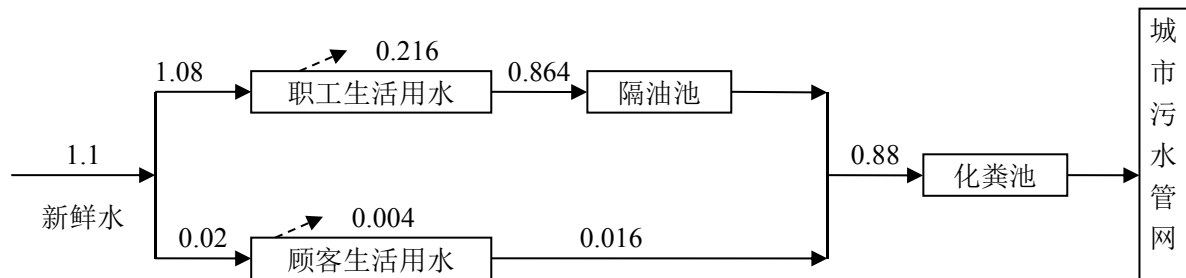 0.216
1.08
职工生活用水
0.864
隔油池
1.1
新鲜水
0.88
化粪池
城市污水管网
0.004
0.02
顾客生活用水
0.016